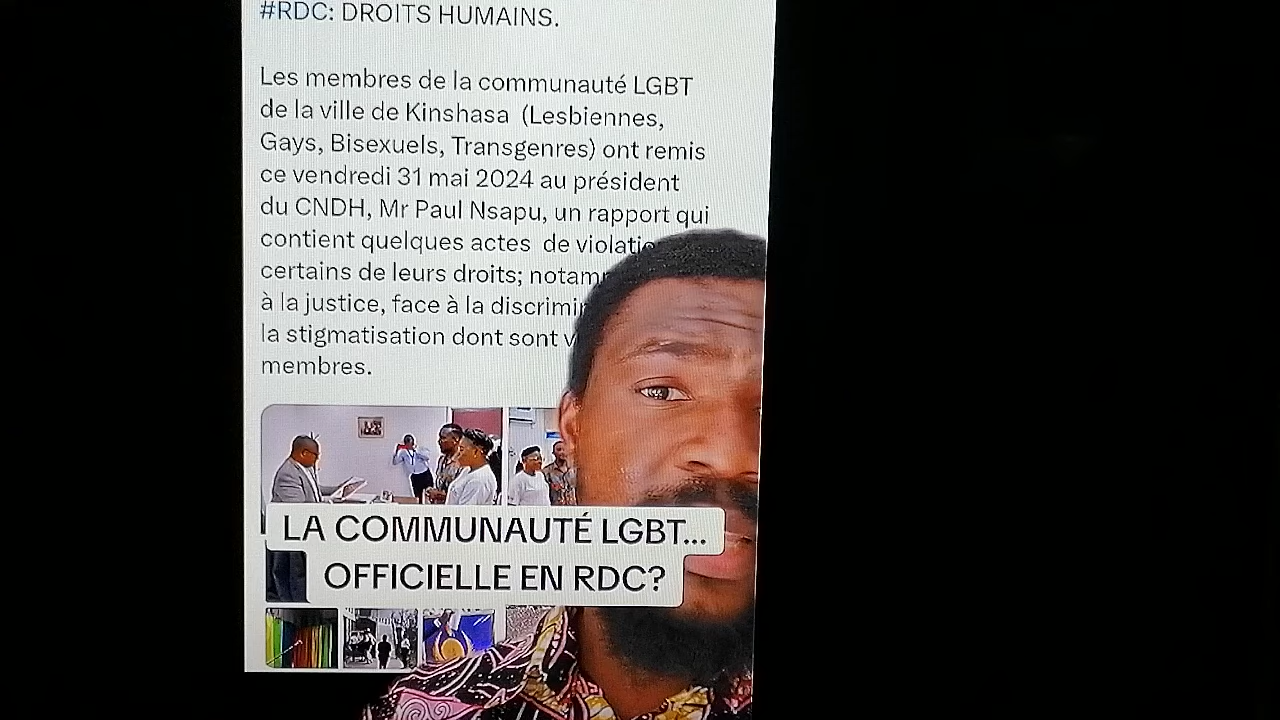 #RDC: DROITS HUMAINS.
Les membres de la communauté LGBT
de la ville de Kinshasa (Lesbiennes,
Gays, Bisexuels, Transgenres) ont remis
ce vendredi 31 mai 2024 au président
du CNDH, Mr Paul Nsapu, un rapport qui
contient quelques actes de
certains de leurs droits;
à la justice, face à la
la stigmatisation dont sont
membres.
LA COMMUNAUTÉ LGBT...
OFFICIELLE EN RDC?